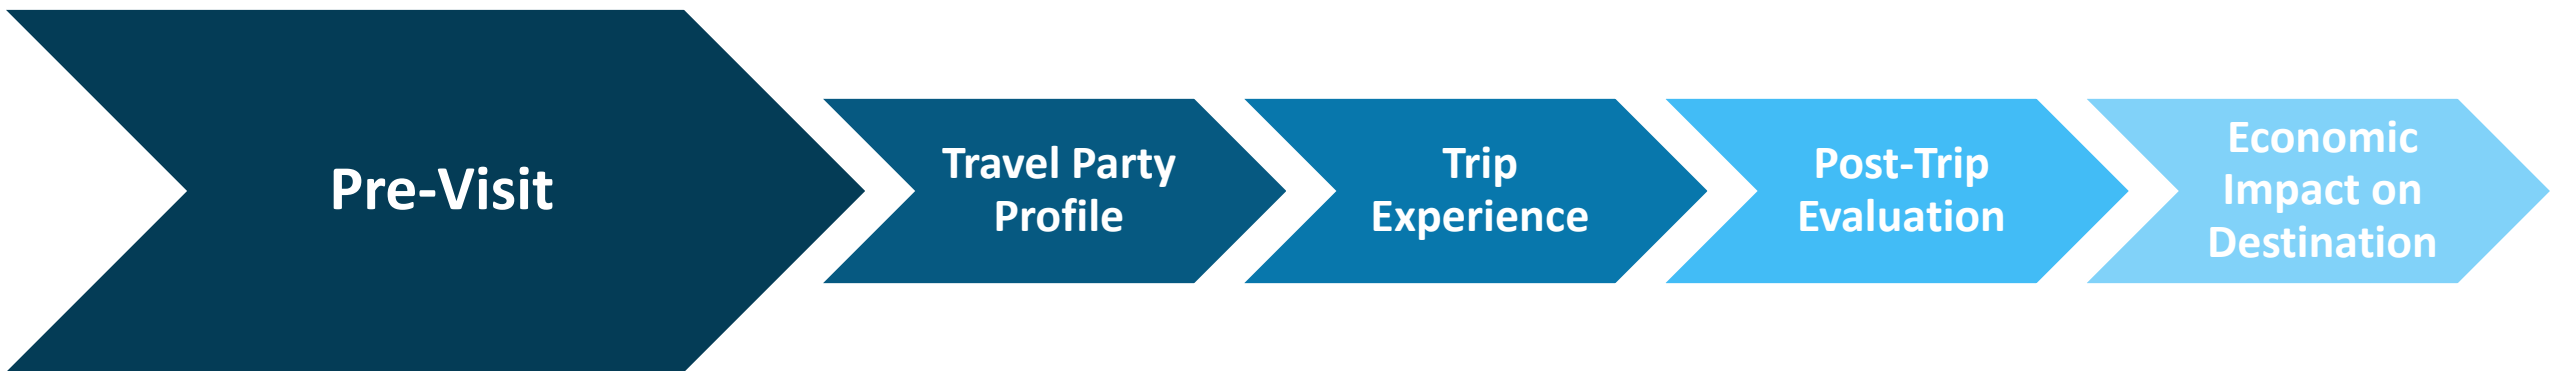 Pre-Visit
Travel Party
Profile
Trip
Experience
Post-Trip
Evaluation
Economic
Impact on
Destination